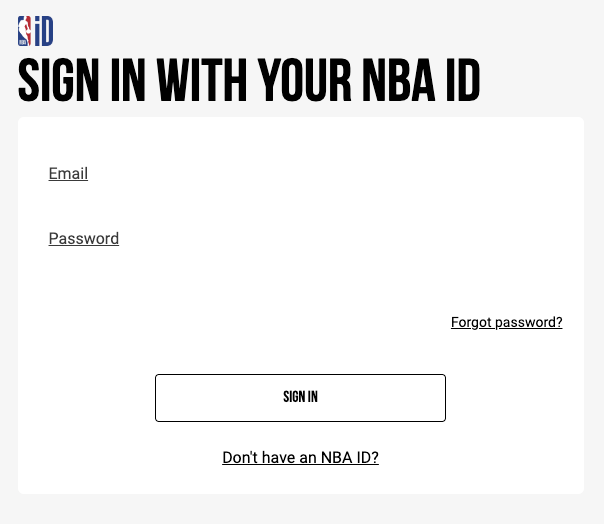 iD
SIGN IN WITH YOUR NBA ID
Email
Password
Forgot password?
SIGN IN
Don't have an NBA ID?